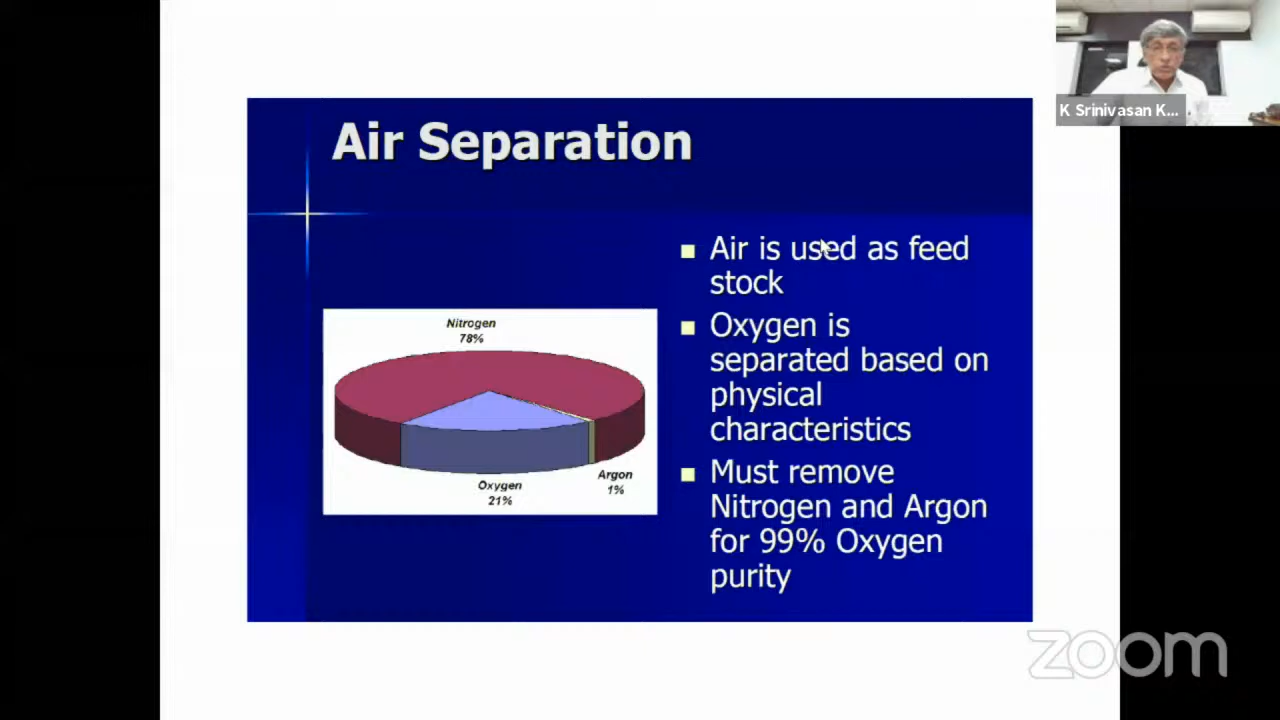 K Srinivasan K...
Air Separation
Air is used as feed
stock
Oxygen is
separated based on
physical
characteristics
Must remove
Nitrogen and Argon
for 99% Oxygen
purity
Nitrogen
78%
Argon
1%
Oxygen
21%
zoom